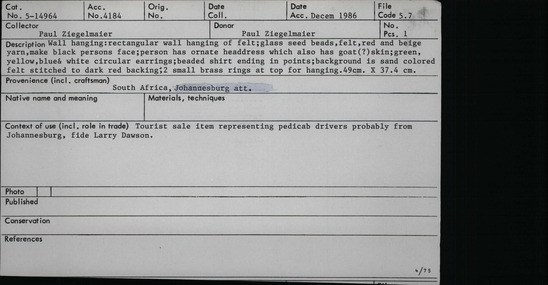 Cat. No. 5-14964 Acc. No.4184 Orig. No. Date Coll. Date Acc. Decem 1986 File Code 5.7
Collector Donor No.
Paul Ziegelmaier Paul Ziegelmaier Pcs. 1
Description Wall hanging:rectangular wall hanging of felt;glass seed beads,felt,red and beige
yarn,make black persons face;person has ornate headdress which also has goat(?)skin;green,
yellow,blue& white circular earrings;beaded shirt ending in points;background is sand colored
felt stitched to dark red backing;2 small brass rings at top for hanging.49cm. X 37.4 cm.
Provenience (incl. craftsman)
South Africa, Johannesburg att.
Native name and meaning Materials, techniques
Context of use (incl. role in trade) Tourist sale item representing pedicab drivers probably from
Johannesburg, fide Larry Dawson.
Photo
Published
Conservation
References
4/75